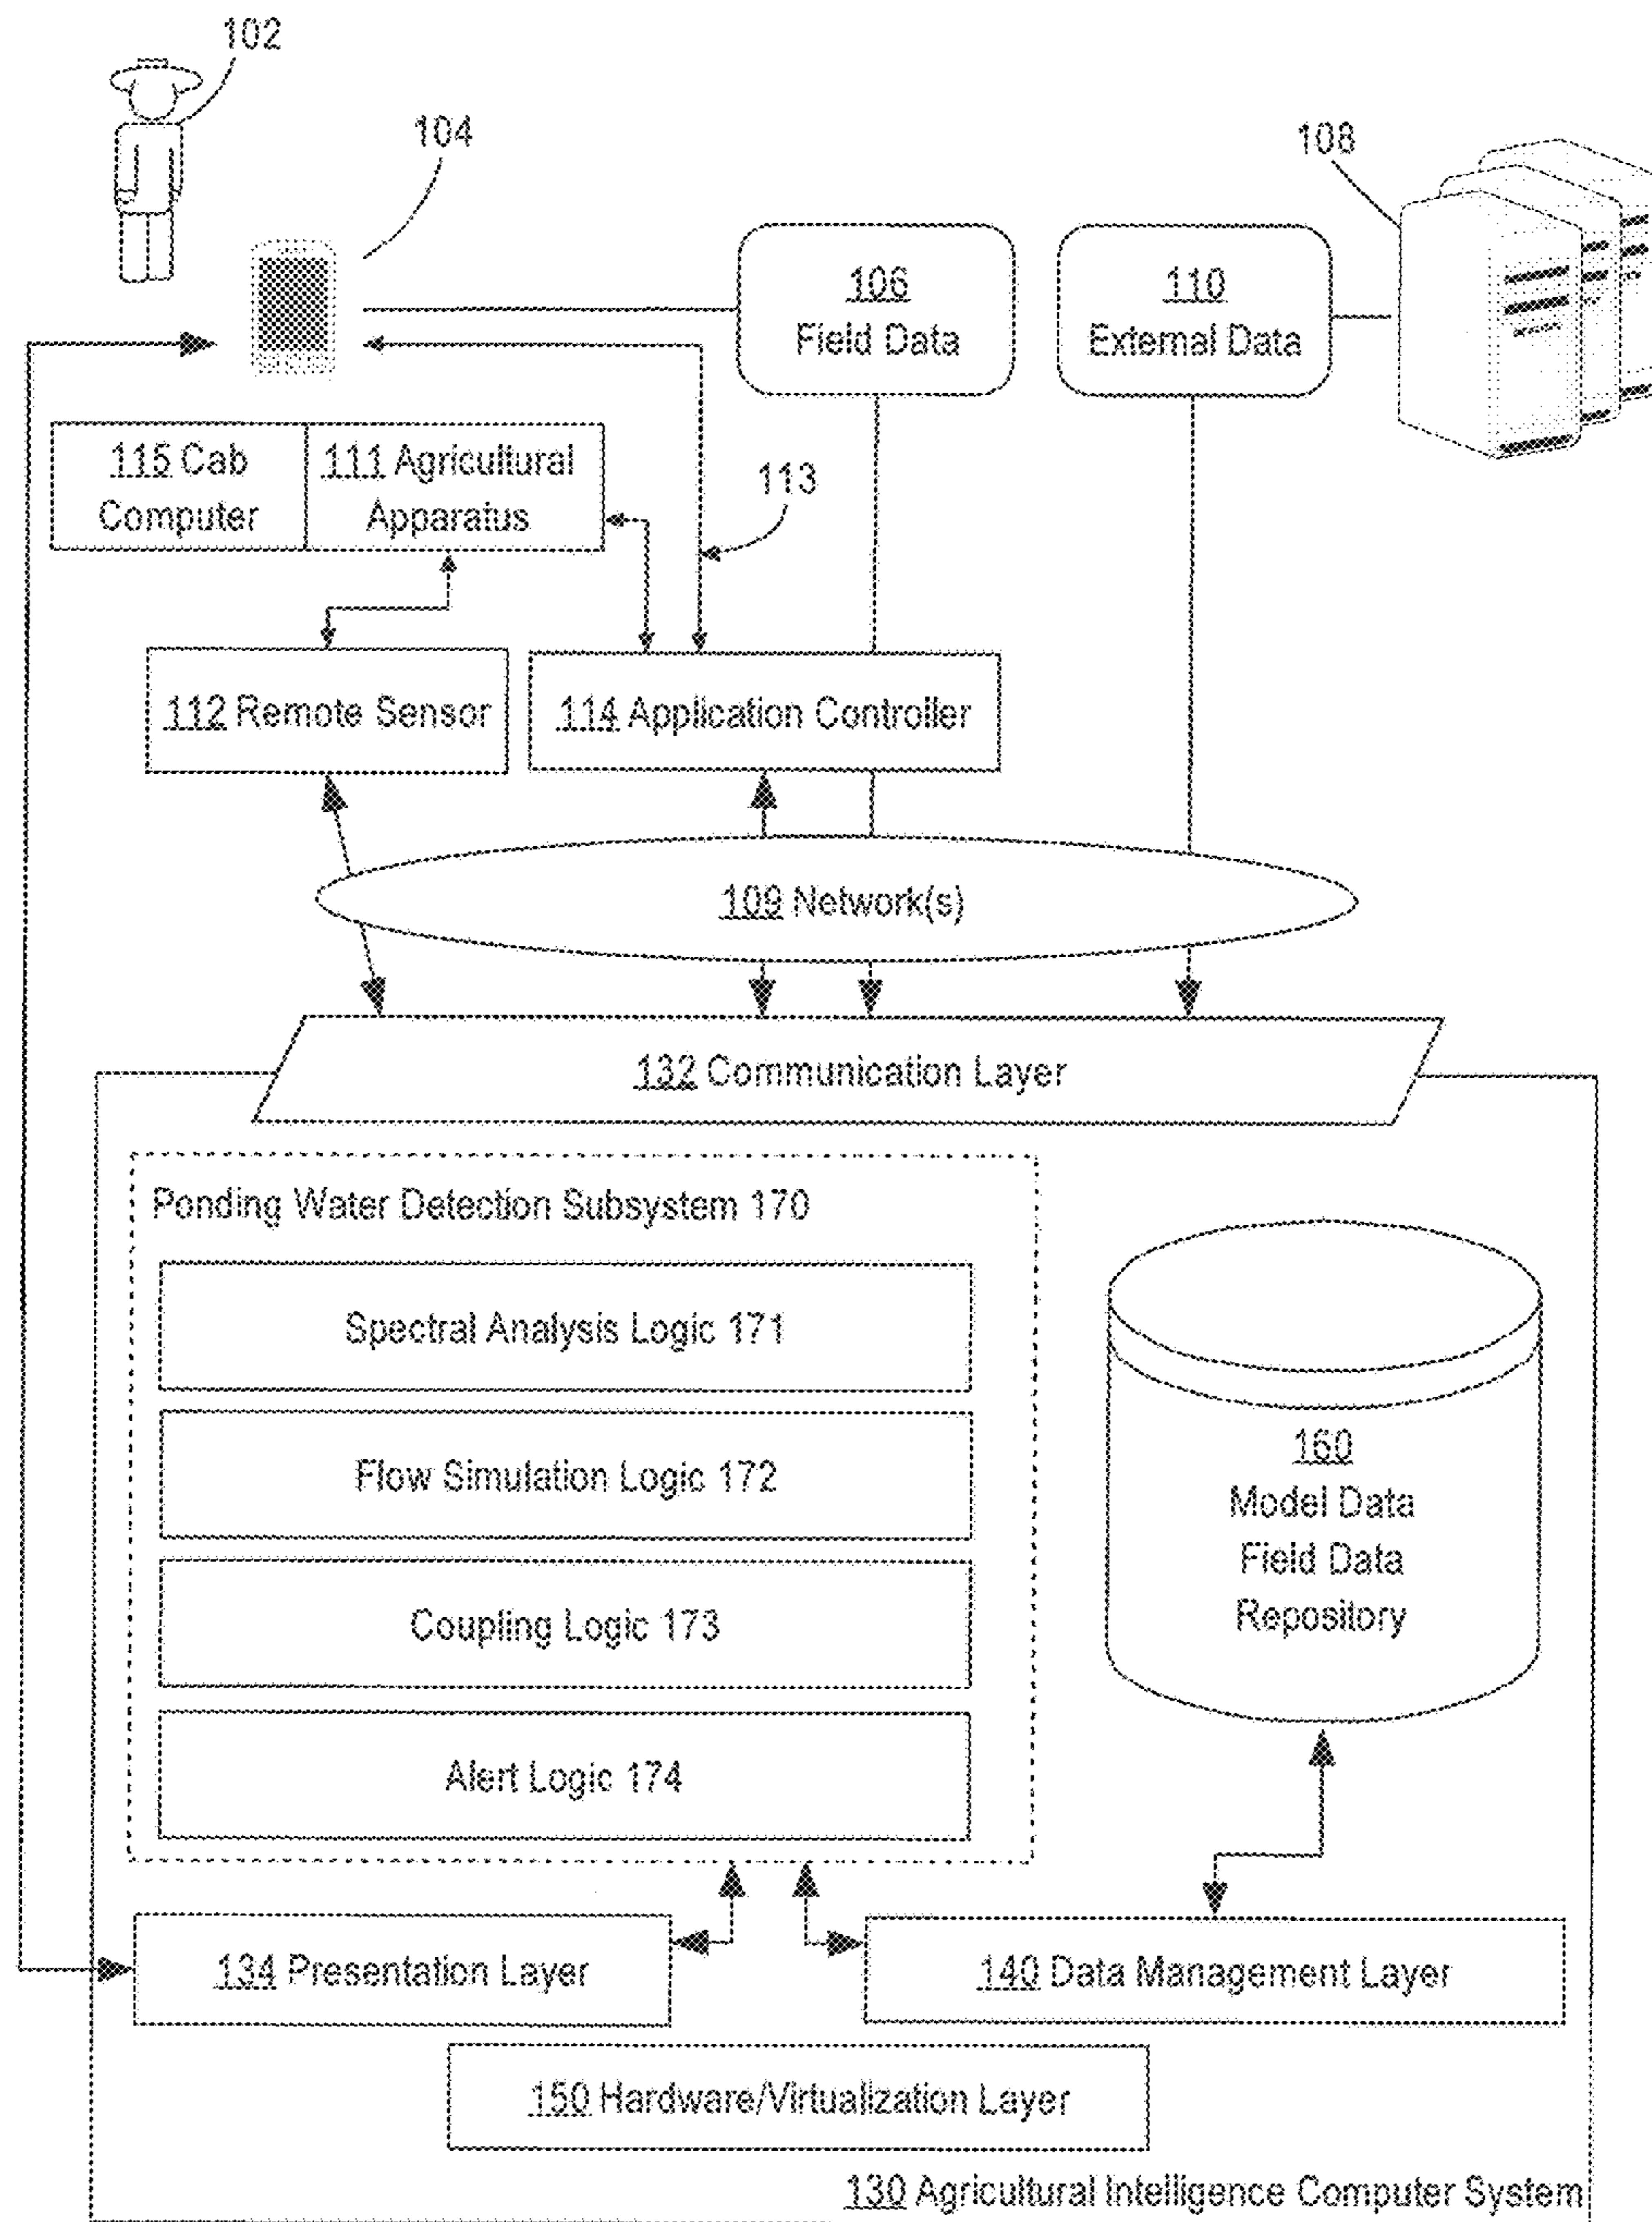 102
104
108
106
Field Data
110
External Data
115 Cab
Computer
111 Agricultural
Apparatus
113
112 Remote Sensor
114 Application Controller
109 Network(s)
132 Communication Layer
Ponding Water Detection Subsystem 170
Spectral Analysis Logic 171
Flow Simulation Logic 172
Coupling Logic 173
Alert Logic 174
160
Model Data
Field Data
Repository
134 Presentation Layer
140 Data Management Layer
150 Hardware/Virtualization Layer
130 Agricultural Intelligence Computer System